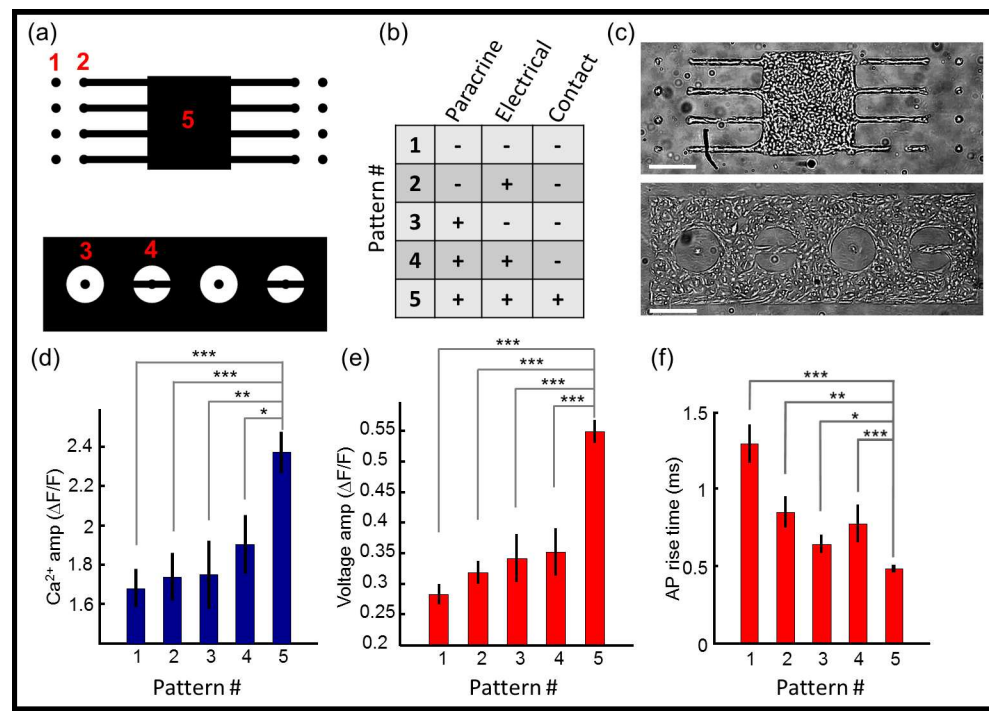 (a)
1 2
5
3 4
(b)
Paracrine Electrical Contact
Pattern #
1 - - -
2 - + -
3 + - -
4 + + -
5 + + +
(c)
(d)
***
***
**
*
Ca2+ amp (ΔF/F)
2.4
2.2
2
1.8
1.6
1 2 3 4 5
Pattern #
(e)
***
***
***
***
Voltage amp (ΔF/F)
0.55
0.5
0.45
0.4
0.35
0.3
0.25
0.2
1 2 3 4 5
Pattern #
(f)
***
**
*
***
AP rise time (ms)
1.5
1
0.5
0
1 2 3 4 5
Pattern #